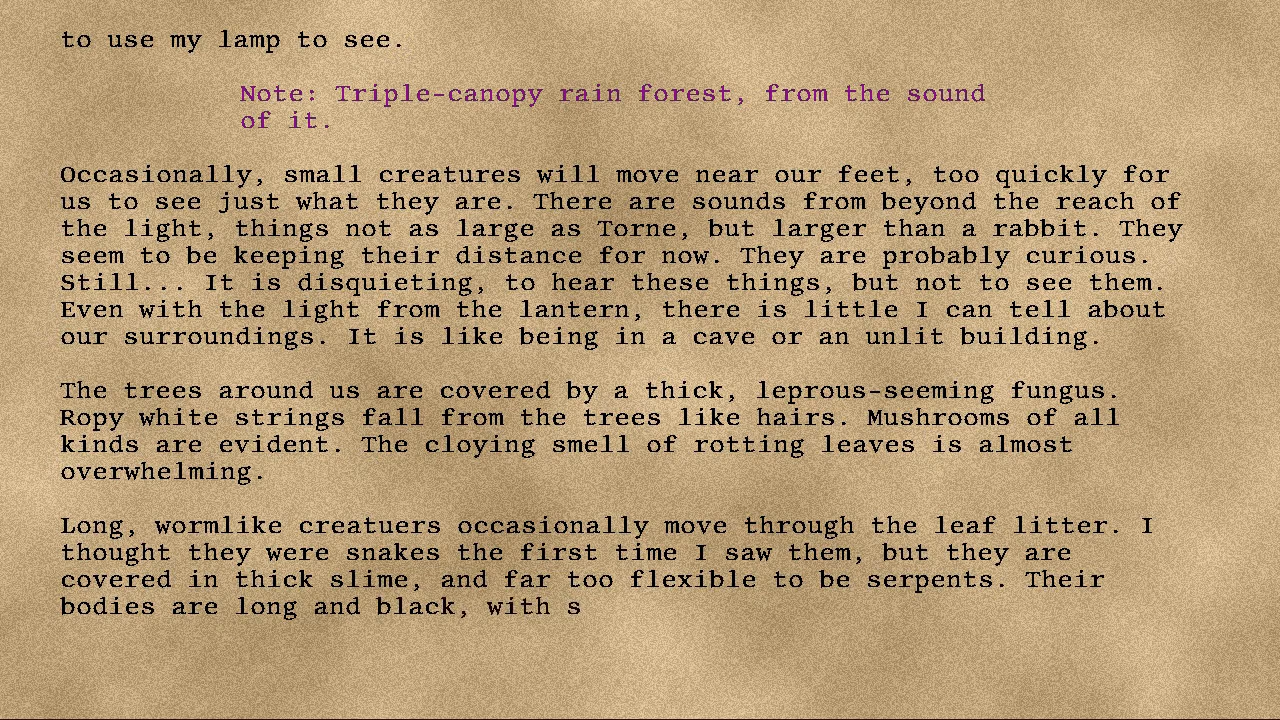 to use my lamp to see.
Note: Triple-canopy rain forest, from the sound
of it.
Occasionally, small creatures will move near our feet, too quickly for
us to see just what they are. There are sounds from beyond the reach of
the light, things not as large as Torne, but larger than a rabbit. They
seem to be keeping their distance for now. They are probably curious.
Still... It is disquieting, to hear these things, but not to see them.
Even with the light from the lantern, there is little I can tell about
our surroundings. It is like being in a cave or an unlit building.
The trees around us are covered by a thick, leprous-seeming fungus.
Ropy white strings fall from the trees like hairs. Mushrooms of all
kinds are evident. The cloying smell of rotting leaves is almost
overwhelming.
Long, wormlike creatuers occasionally move through the leaf litter. I
thought they were snakes the first time I saw them, but they are
covered in thick slime, and far too flexible to be serpents. Their
bodies are long and black, with s